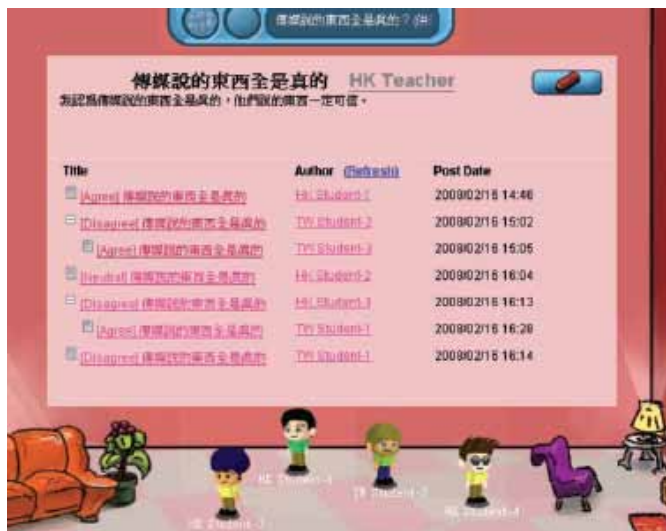 傳媒說的東西全是真的?
傳媒說的東西全是真的 HK Teacher
我認為傳媒說的東西全是真的,他們說的東西一定可信。
Title Author (Refresh) Post Date
[Agree] 傳媒說的東西全是真的 HK Student-1 2008/02/16 14:46
[Disagree] 傳媒說的東西全是真的 TW Student-2 2008/02/16 15:02
[Agree] 傳媒說的東西全是真的 TW Student-3 2008/02/16 15:05
[Neutral] 傳媒說的東西全是真的 HK Student-2 2008/02/16 16:04
[Disagree] 傳媒說的東西全是真的 HK Student-3 2008/02/16 16:13
[Agree] 傳媒說的東西全是真的 TW Student-1 2008/02/16 16:28
[Disagree] 傳媒說的東西全是真的 TW Student-1 2008/02/16 16:14
HK Student-4
TW Student-3
HK Student-4